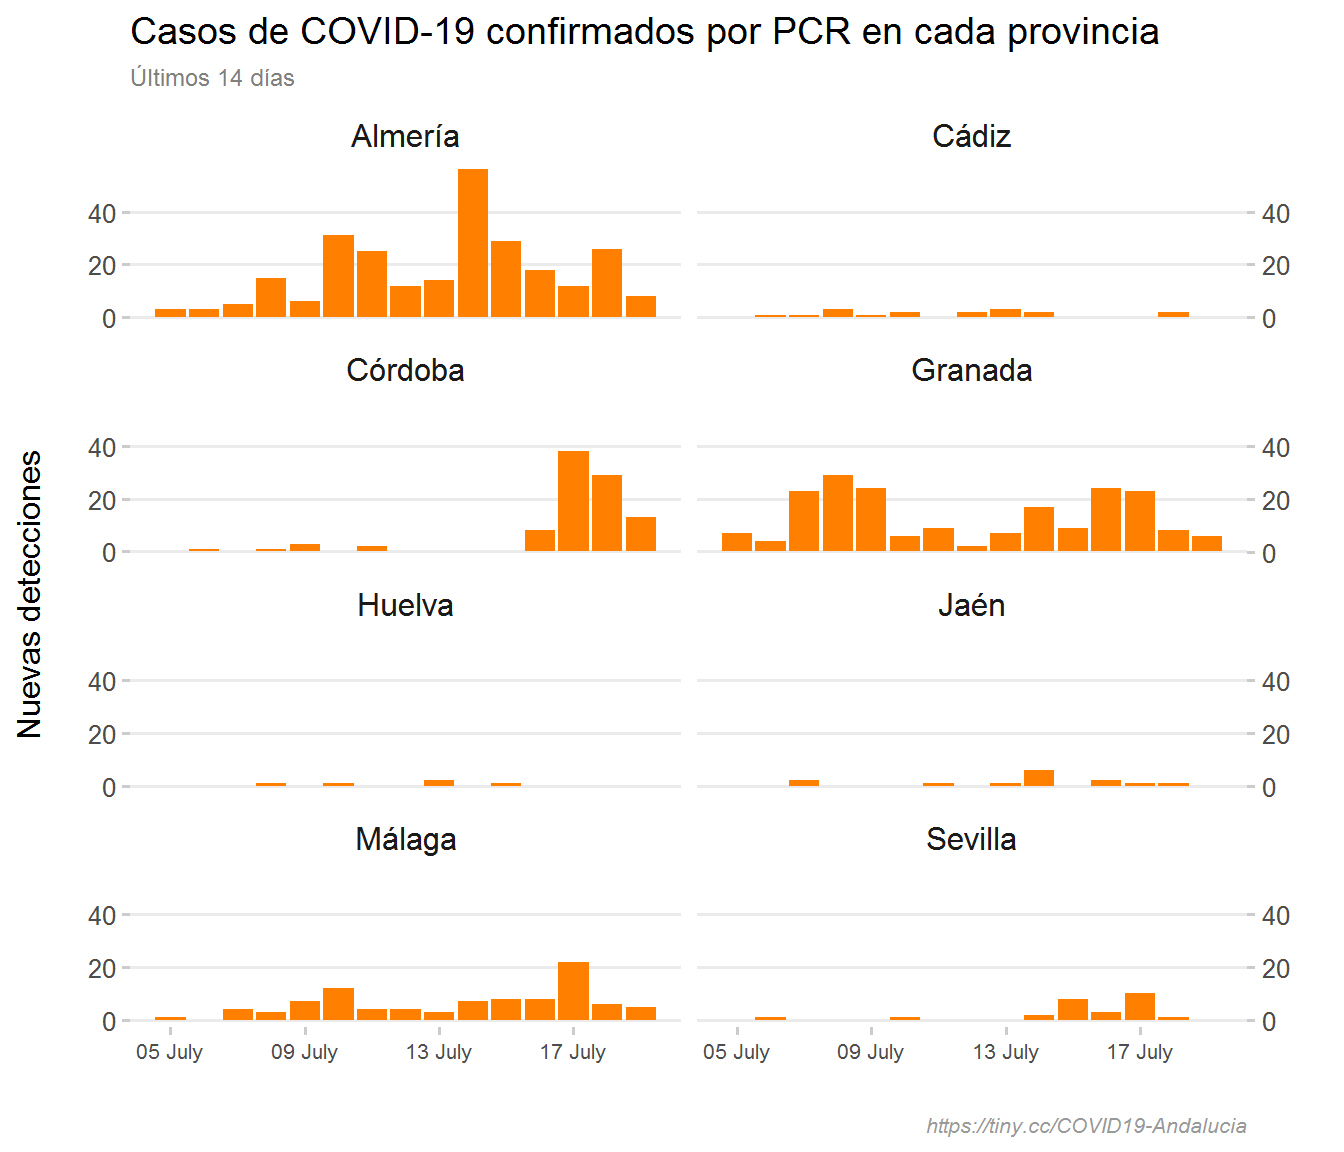 Casos de COVID-19 confirmados por PCR en cada provincia
Últimos 14 días
Almería
Cádiz
40
20
0
40
20
0
Córdoba
Granada
40
20
0
40
20
0
Nuevas detecciones
Huelva
Jaén
40
20
0
40
20
0
Málaga
Sevilla
40
20
0
40
20
0
05 July 09 July 13 July 17 July
05 July 09 July 13 July 17 July
https://tiny.cc/COVID19-Andalucia